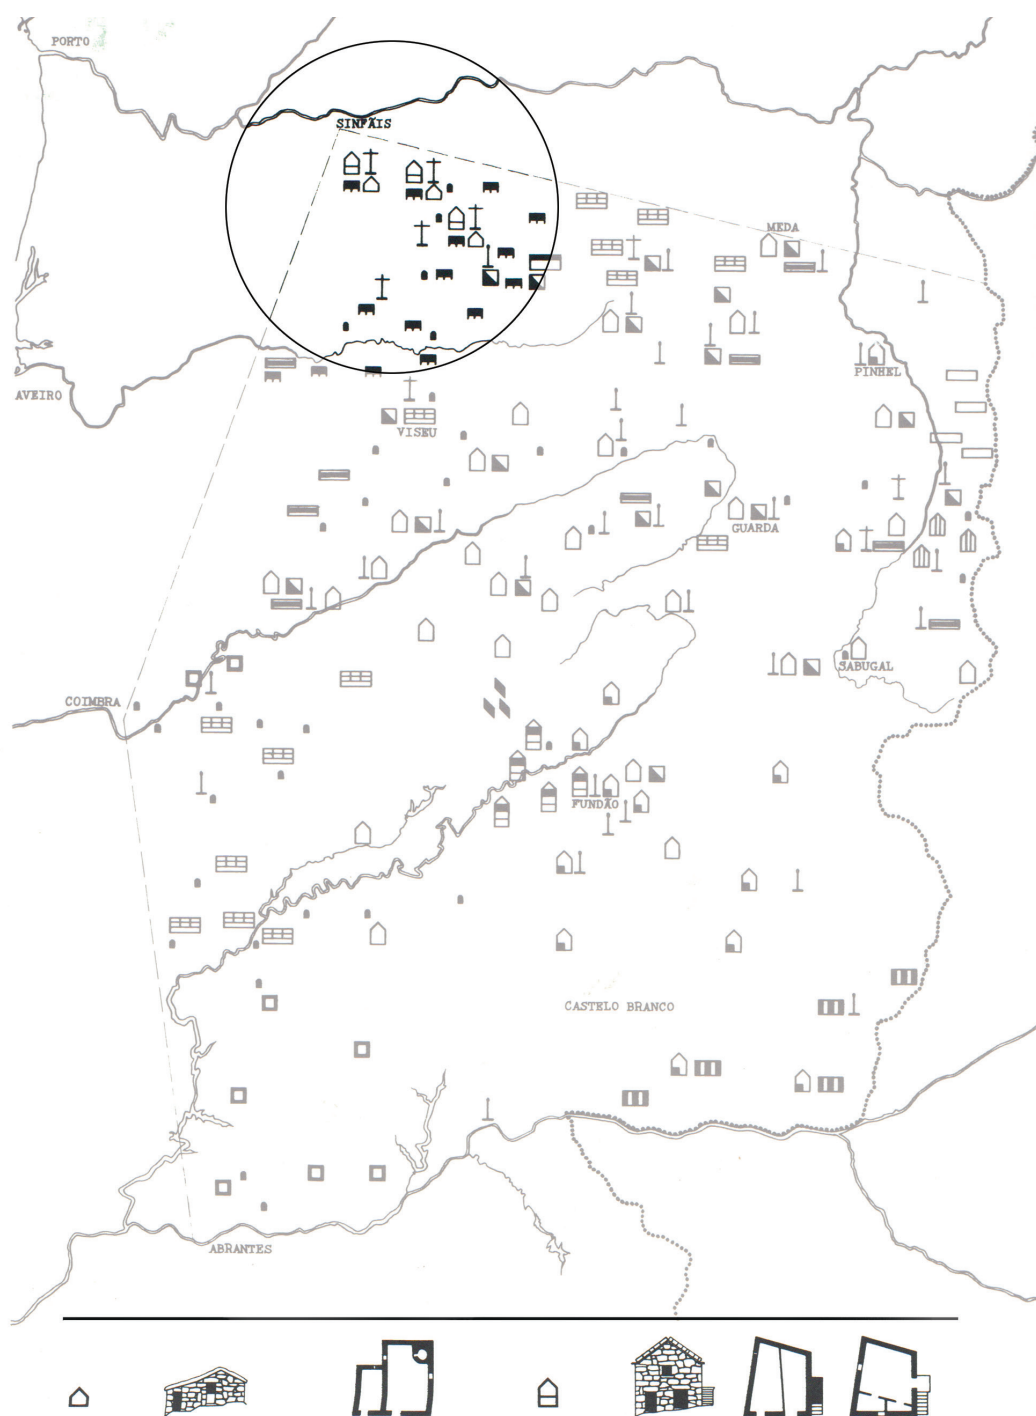 PORTO
SINFÃIS
MEDA
PINHEL
AVEIRO
VISEU
GUARDA
SABUGAL
COIMBRA
FUNDÃO
CASTELO BRANCO
ABRANTES